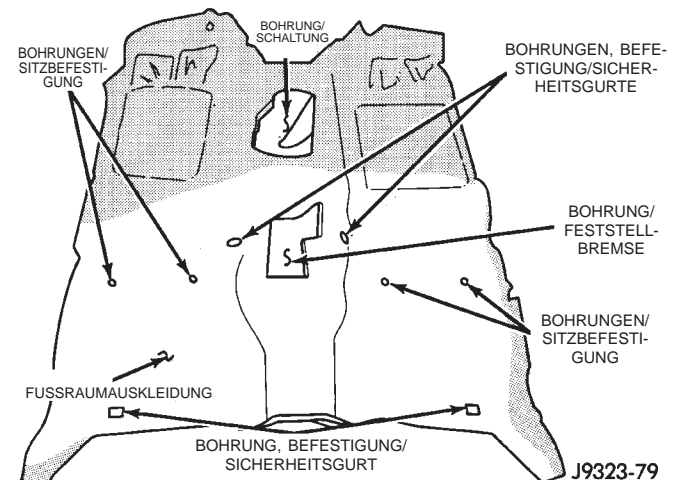 BOHRUNG/
SCHALTUNG
BOHRUNGEN/
SITZBEFESTI-
GUNG
BOHRUNGEN, BEFE-
STIGUNG/SICHER-
HEITSGURTE
BOHRUNG/
FESTSTELL-
BREMSE
BOHRUNGEN/
SITZBEFESTI-
GUNG
FUSSRAUMAUSKLEIDUNG
BOHRUNG, BEFESTIGUNG/
SICHERHEITSGURT
J9323-79